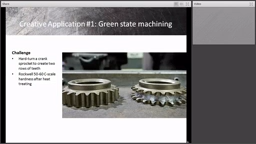 Creative Application #1: Green state machining
Challenge
• Hard-turn a crank
sprocket to create two
rows of teeth
• Rockwell 50-60 C-scale
hardness after heat
treating